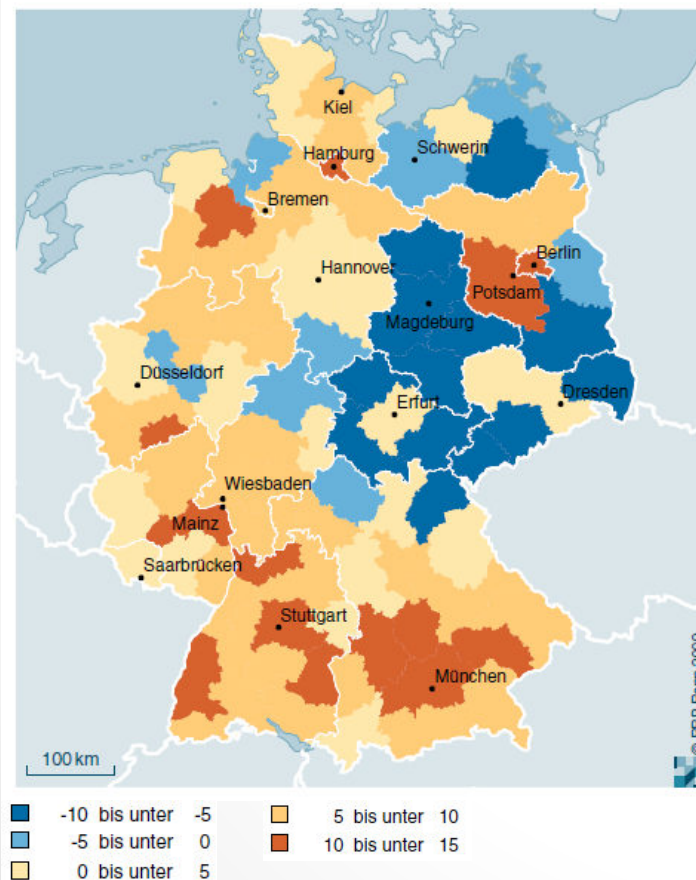 Kiel
Hamburg
Schwerin
Bremen
Berlin
Hannover
Potsdam
Magdeburg
Düsseldorf
Erfurt
Dresden
Wiesbaden
Mainz
Saarbrücken
Stuttgart
München
100 km
-10 bis unter -5
-5 bis unter 0
0 bis unter 5
5 bis unter 10
10 bis unter 15